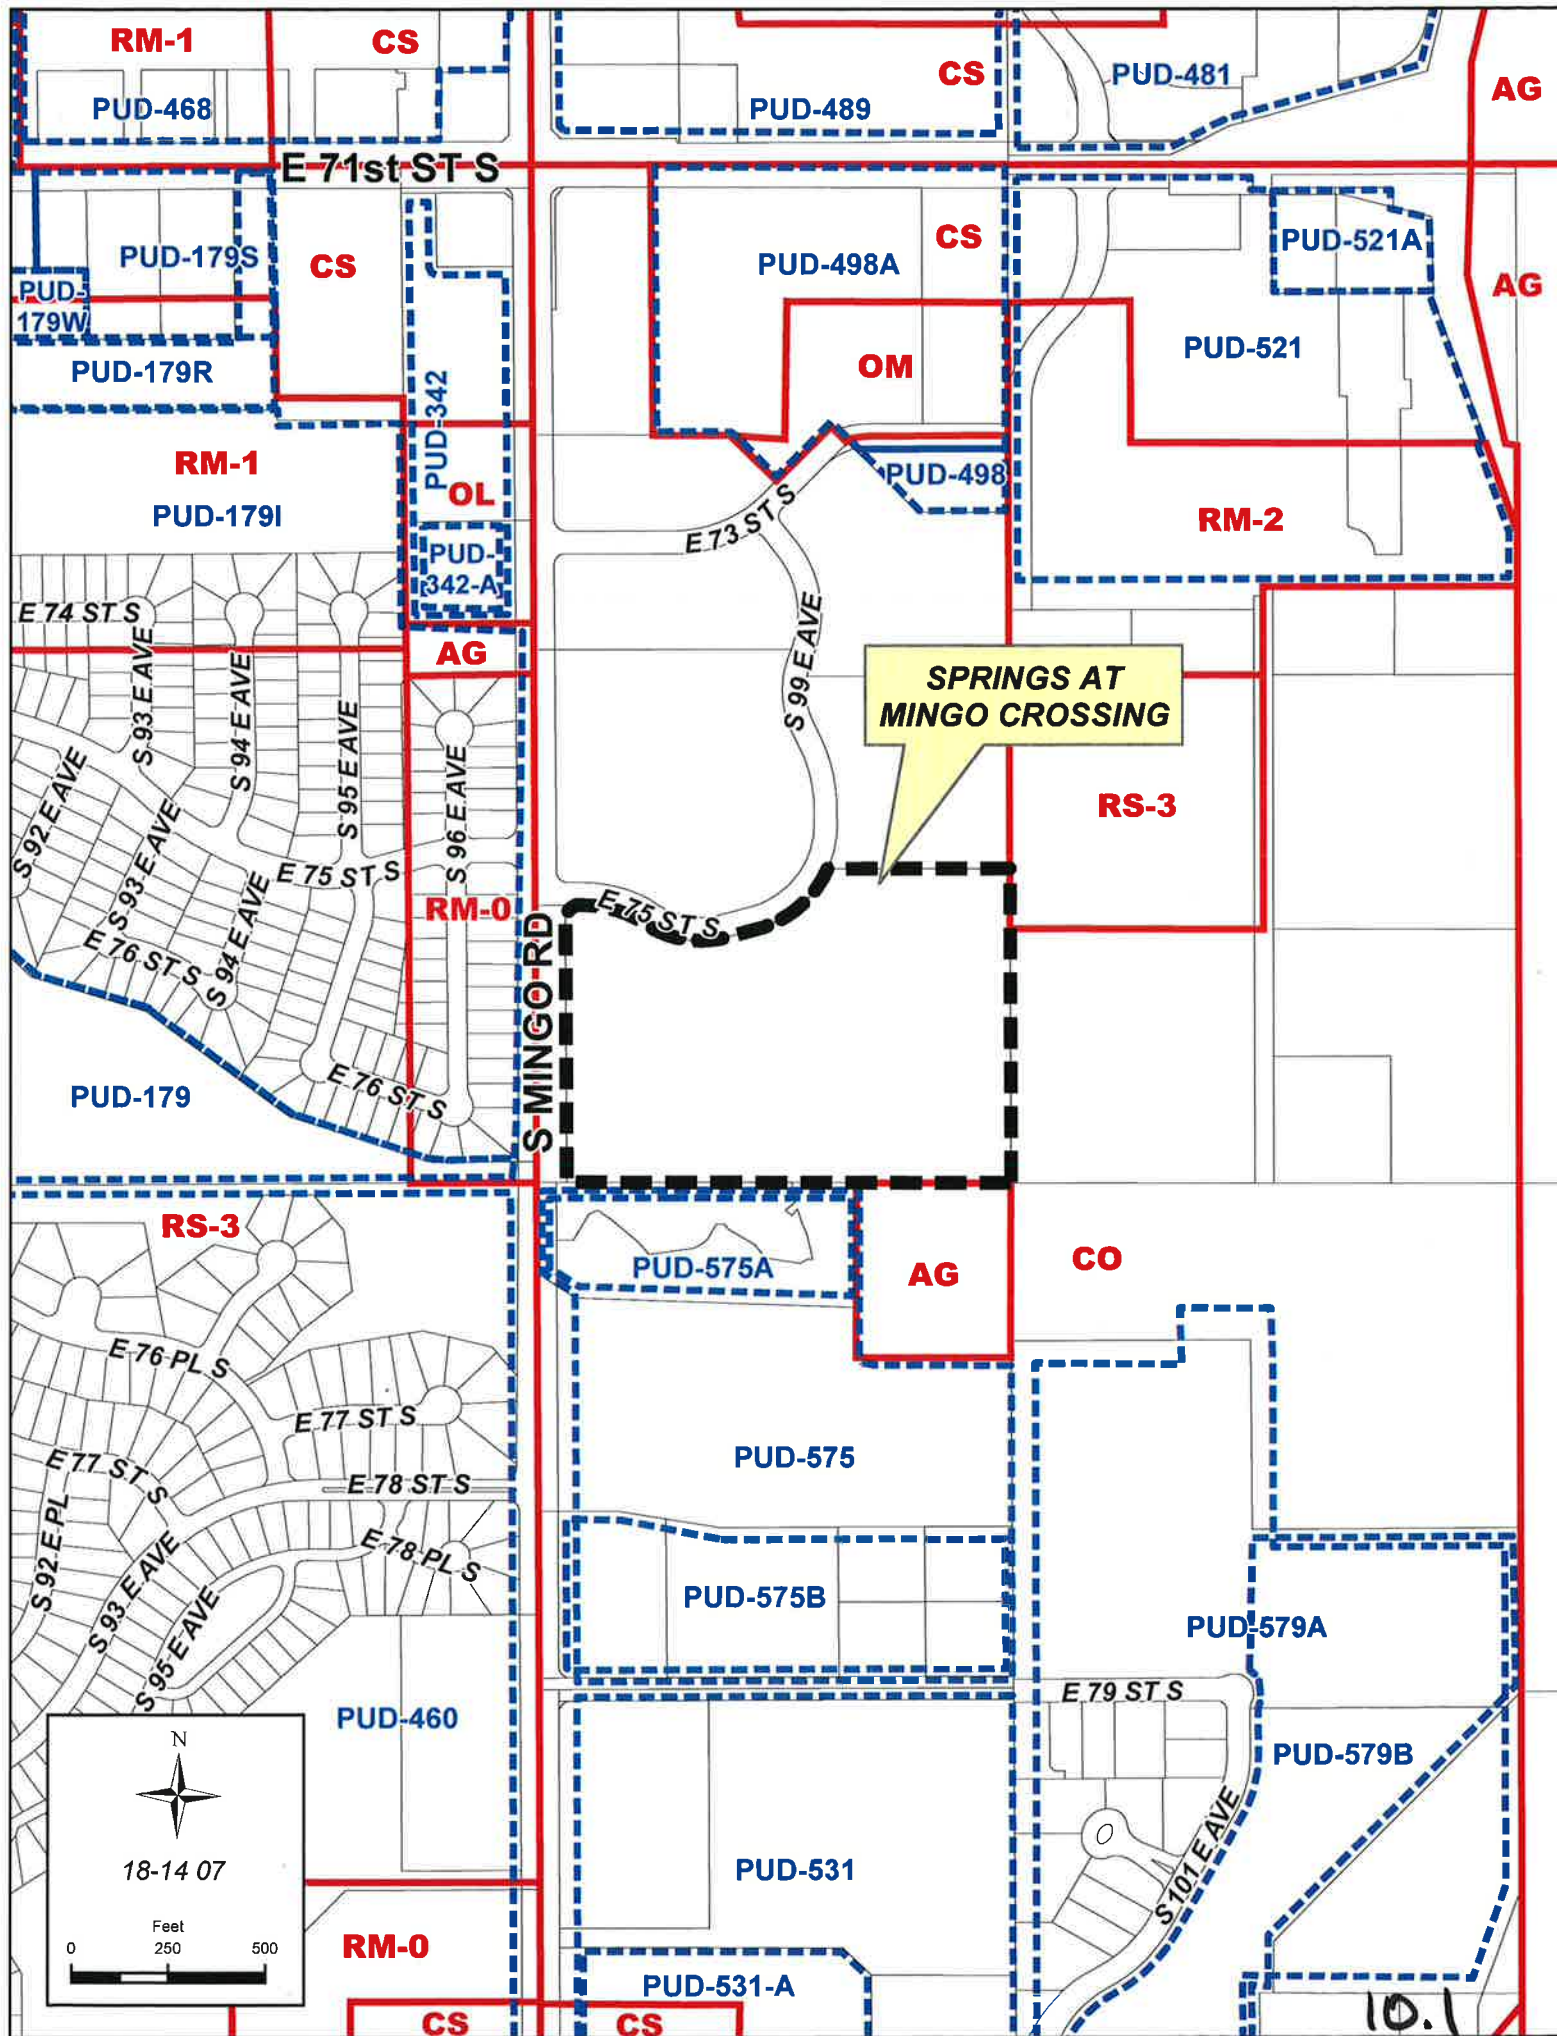 RM-1
CS
CS
PUD-481
AG
PUD-468
PUD-489
E 71st ST S
PUD-179S
CS
PUD-498A
CS
PUD-521A
AG
PUD-
179W
PUD-179R
PUD-342
OM
PUD-521
RM-1
PUD-179I
OL
PUD-498
RM-2
E 73 ST S
PUD-
342-A
E 74 ST S
S 93 E AVE
S 94 E AVE
S 95 E AVE
AG
S 96 E AVE
S 99 E AVE
SPRINGS AT
MINGO CROSSING
RS-3
S 92 E AVE
S 93 E AVE
S 94 E AVE
E 75 ST S
RM-0
E 75 ST S
S MINGO RD
E 76 ST S
E 76 ST S
PUD-179
RS-3
PUD-575A
AG
CO
E 76 PL S
E 77 ST S
E 77 ST S
E 78 ST S
PUD-575
S 92 E PL
S 93 E AVE
E 78 PL S
S 95 E AVE
PUD-575B
PUD-579A
E 79 ST S
PUD-460
PUD-579B
N
18-14 07
Feet
0 250 500
PUD-531
S 101 E AVE
RM-0
PUD-531-A
CS
CS
10.1